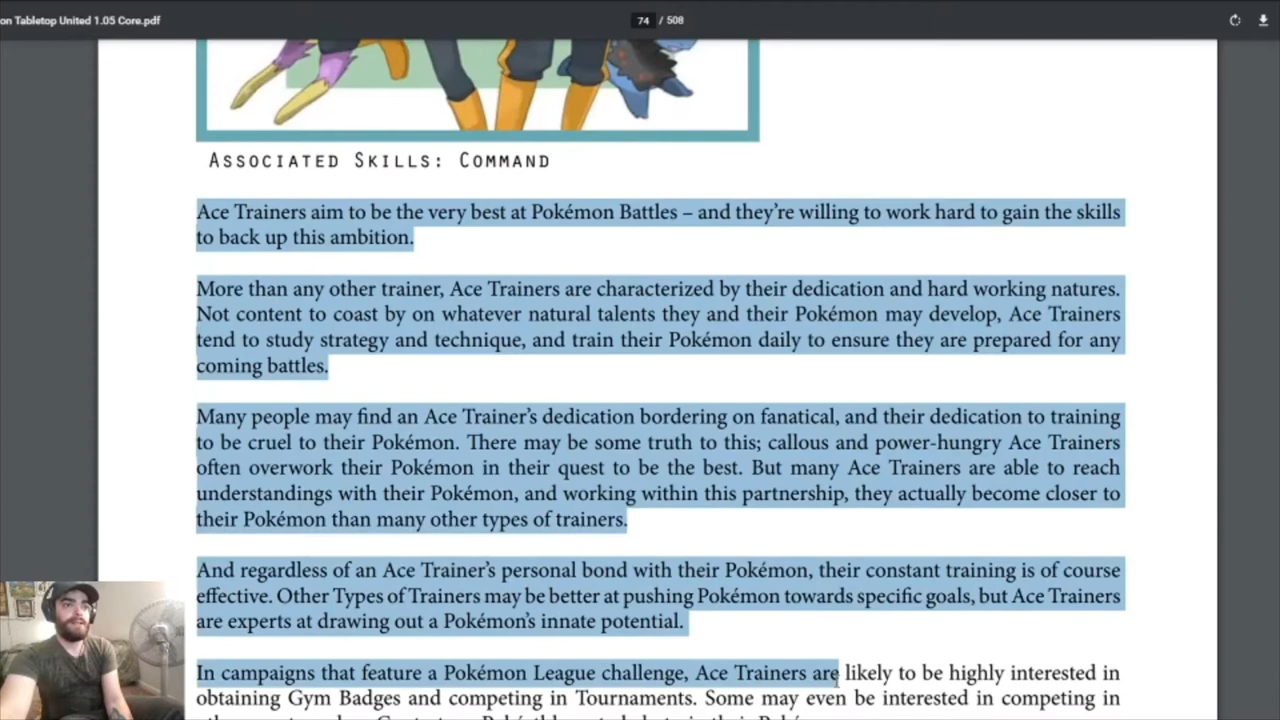 on Tabletop United 1.05 Core.pdf
74 / 508
Associated Skills: Command
Ace Trainers aim to be the very best at Pokémon Battles – and they’re willing to work hard to gain the skills
to back up this ambition.
More than any other trainer, Ace Trainers are characterized by their dedication and hard working natures.
Not content to coast by on whatever natural talents they and their Pokémon may develop, Ace Trainers
tend to study strategy and technique, and train their Pokémon daily to ensure they are prepared for any
coming battles.
Many people may find an Ace Trainer’s dedication bordering on fanatical, and their dedication to training
to be cruel to their Pokémon. There may be some truth to this; callous and power-hungry Ace Trainers
often overwork their Pokémon in their quest to be the best. But many Ace Trainers are able to reach
understandings with their Pokémon, and working within this partnership, they actually become closer to
their Pokémon than many other types of trainers.
And regardless of an Ace Trainer’s personal bond with their Pokémon, their constant training is of course
effective. Other Types of Trainers may be better at pushing Pokémon towards specific goals, but Ace Trainers
are experts at drawing out a Pokémon’s innate potential.
In campaigns that feature a Pokémon League challenge, Ace Trainers are likely to be highly interested in
obtaining Gym Badges and competing in Tournaments. Some may even be interested in competing in